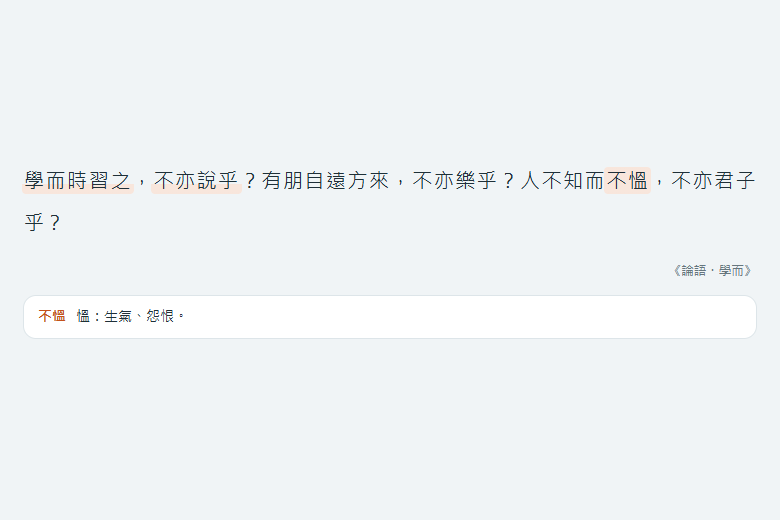 學而時習之，不亦說乎？有朋自遠方來，不亦樂乎？人不知而不慍，不亦君子
乎？
《論語·學而》
不慍 慍：生氣、怨恨。